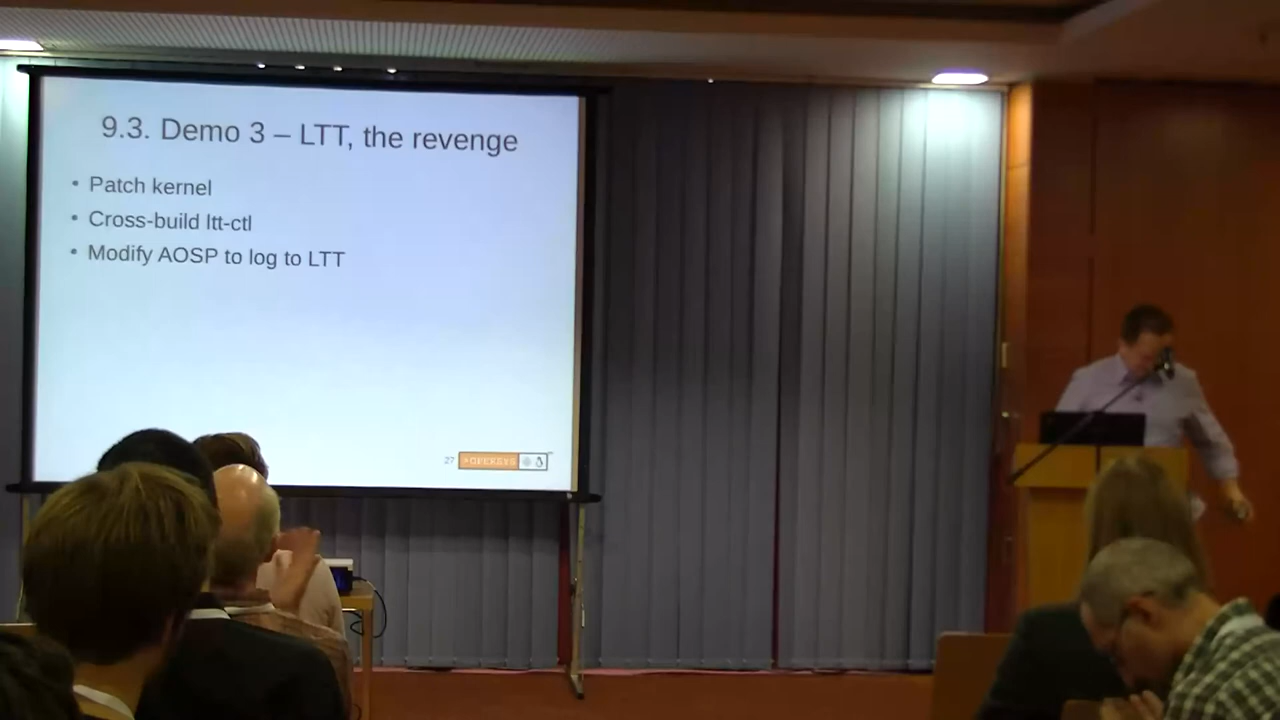 9.3. Demo 3 – LTT, the revenge
• Patch kernel
• Cross-build ltt-ctl
• Modify AOSP to log to LTT
27
OPERSYS